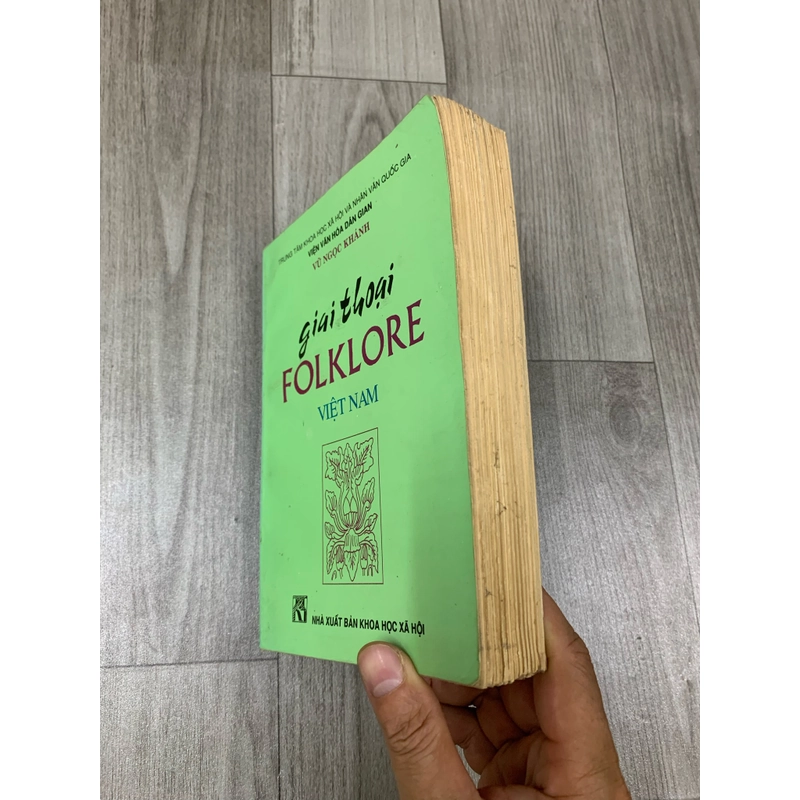 TRUNG TÂM KHOA HỌC XÃ HỘI VÀ NHÂN VĂN QUỐC GIA
VIỆN VĂN HÓA DÂN GIAN
VŨ NGỌC KHÁNH
giai thoại
FOLKLORE
VIỆT NAM
NHÀ XUẤT BẢN KHOA HỌC XÃ HỘI